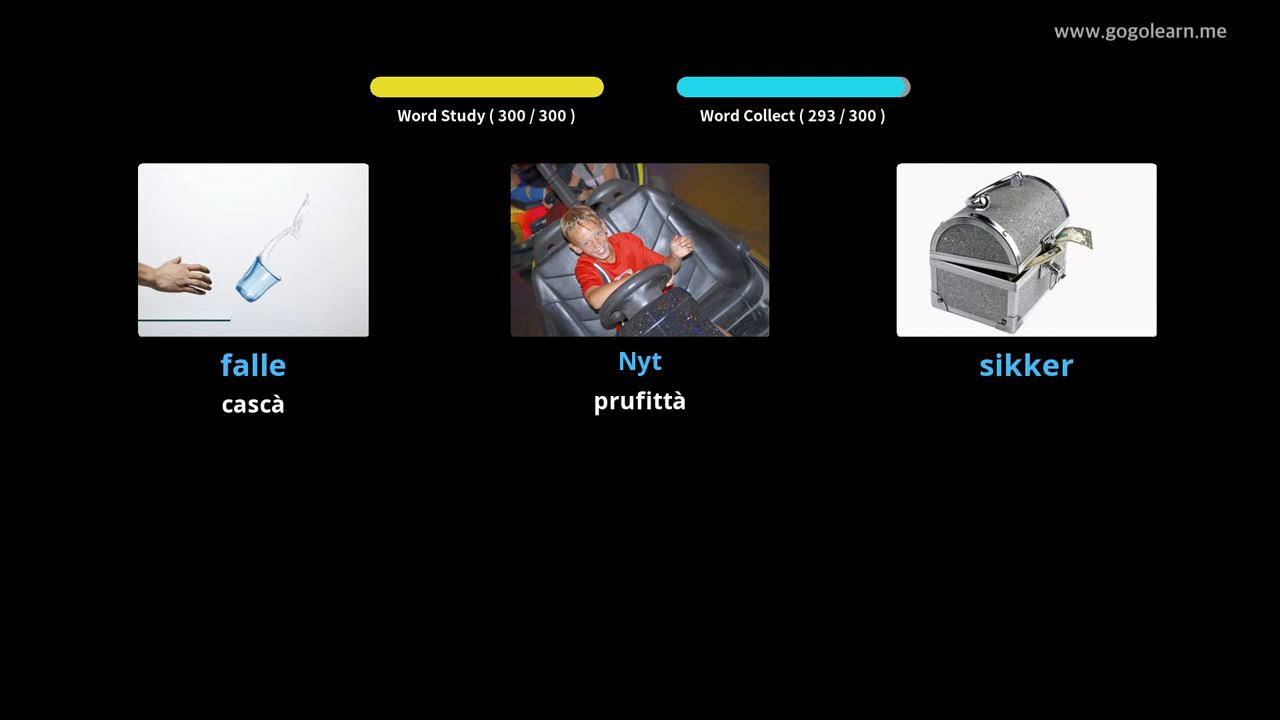 www.gogolearn.me
Word Study ( 300 / 300 )
Word Collect ( 293 / 300 )
falle
cascà
Nyt
prufittà
sikker